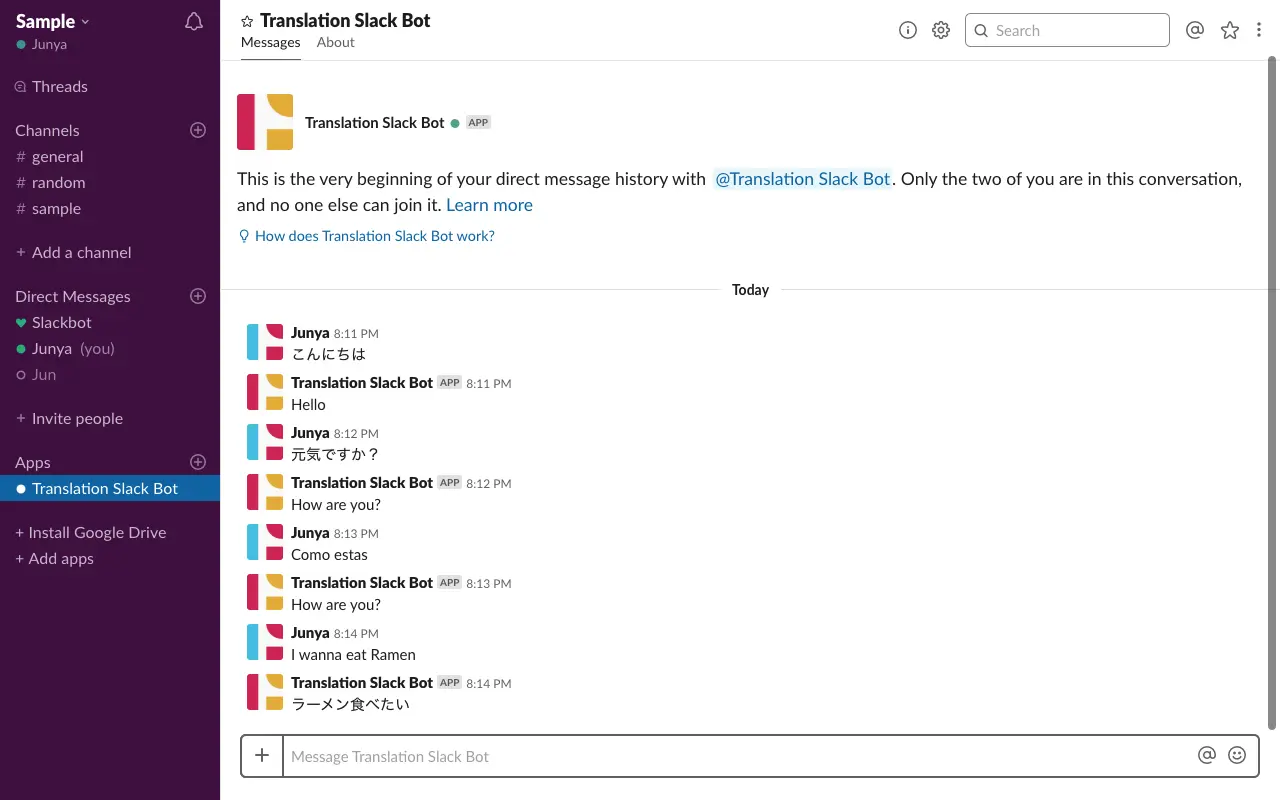 Sample
Junya
Threads
Channels
# general
# random
# sample
+ Add a channel
Direct Messages
Slackbot
Junya (you)
Jun
+ Invite people
Apps
Translation Slack Bot
+ Install Google Drive
+ Add apps
Translation Slack Bot
Messages About
Search
Translation Slack Bot APP
This is the very beginning of your direct message history with @Translation Slack Bot. Only the two of you are in this conversation,
and no one else can join it. Learn more
How does Translation Slack Bot work?
Today
Junya 8:11 PM
こんにちは
Translation Slack Bot APP 8:11 PM
Hello
Junya 8:12 PM
元気ですか？
Translation Slack Bot APP 8:12 PM
How are you?
Junya 8:13 PM
Como estas
Translation Slack Bot APP 8:13 PM
How are you?
Junya 8:14 PM
I wanna eat Ramen
Translation Slack Bot APP 8:14 PM
ラーメン食べたい
Message Translation Slack Bot